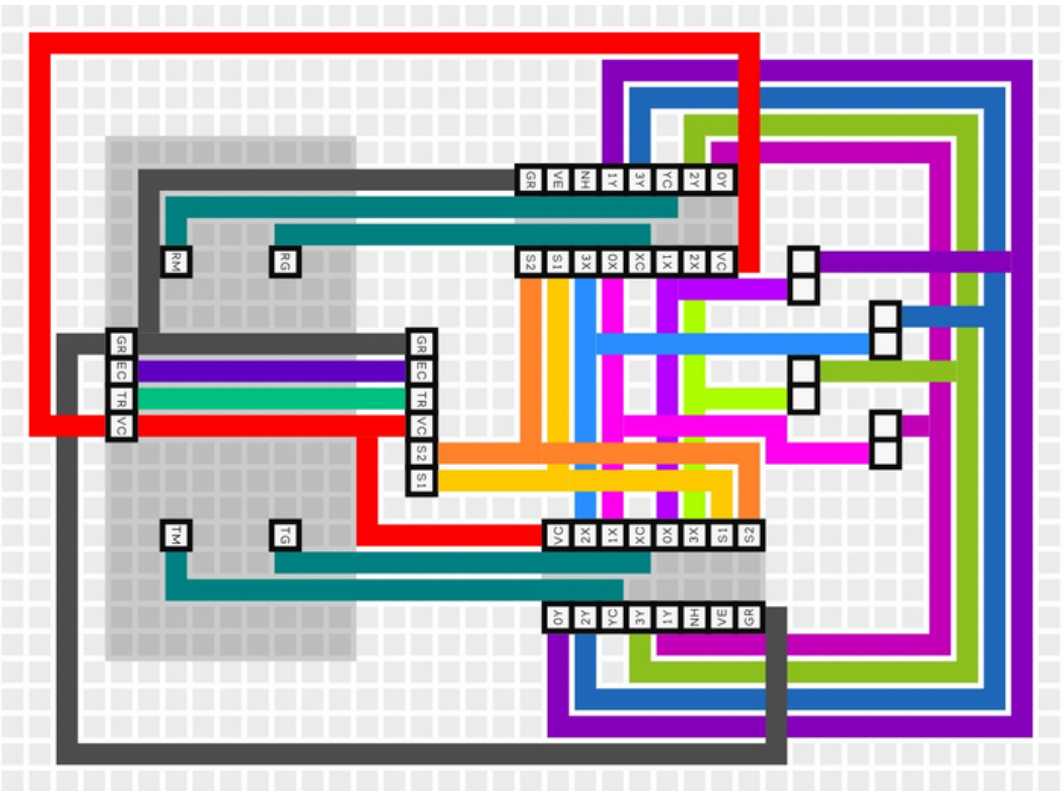 GR VE NH 1Y 3Y YC 2Y 0Y
RM RG
S2 S1 3X 0X XC 1X 2X VC
GR GR
EC EC
TR TR
VC VC
S2
S1
TM TG
VC 2X 1X XC 0X 3X S1 S2
0Y 2Y YC 3Y 1Y NH VE GR